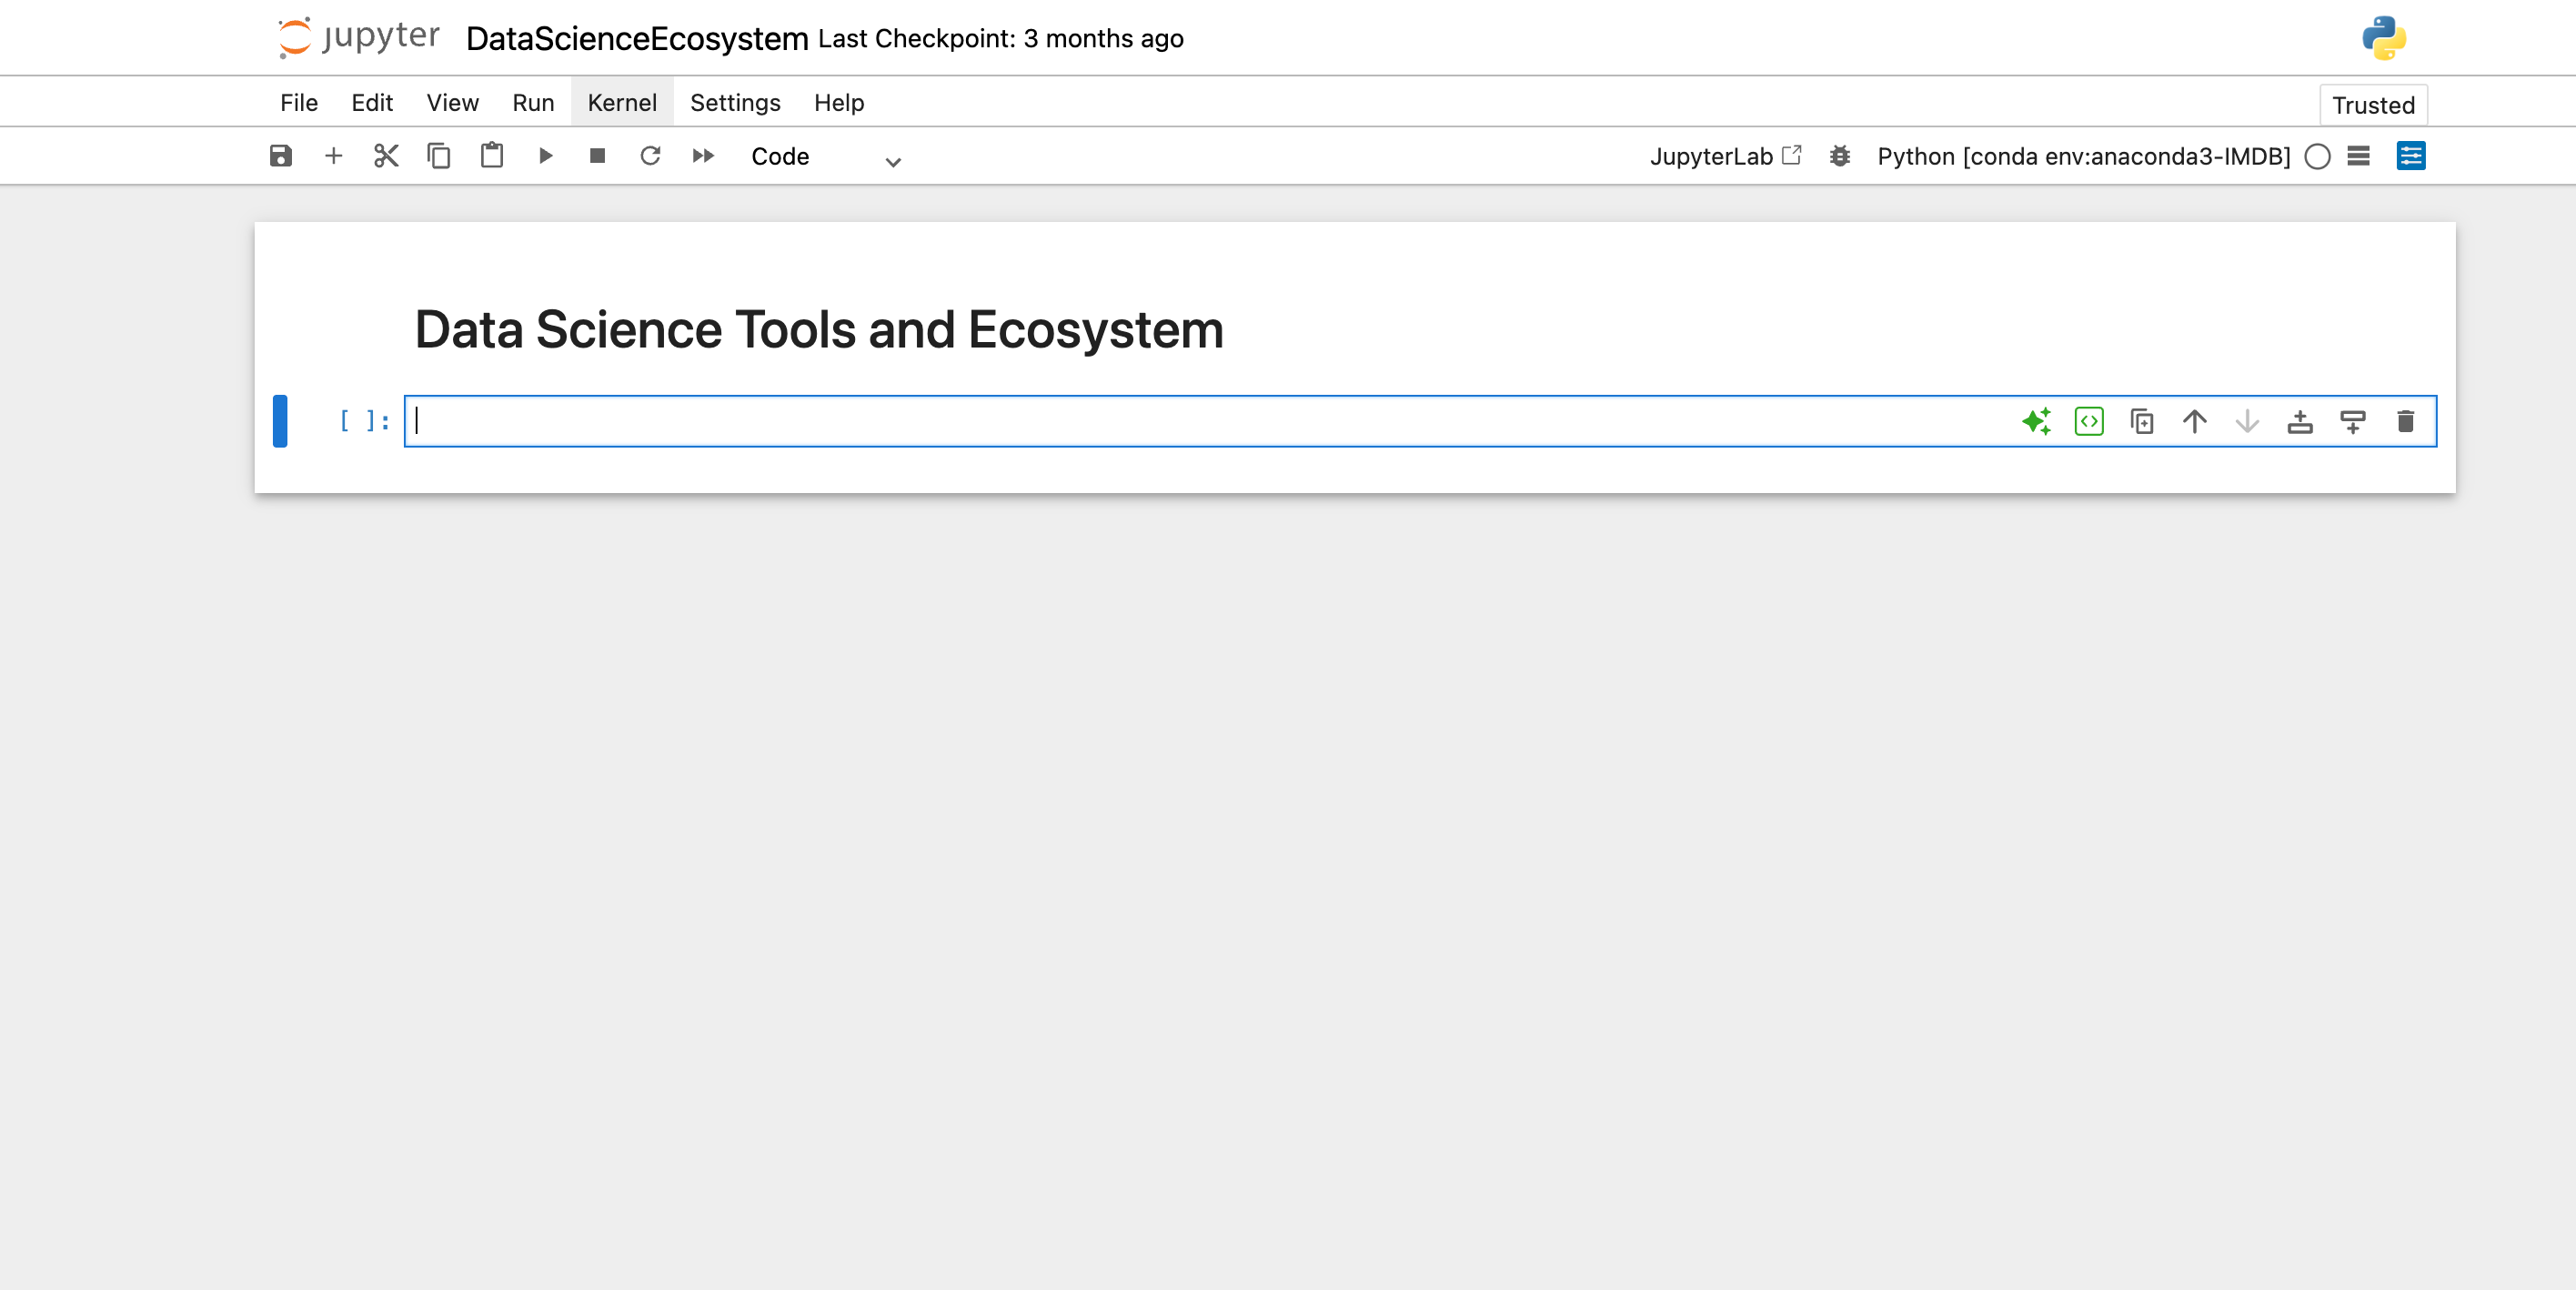 jupyter DataScienceEcosystem Last Checkpoint: 3 months ago
File Edit View Run Kernel Settings Help Trusted
Code JupyterLab Python [conda env:anaconda3-IMDB]
Data Science Tools and Ecosystem
[ ]: